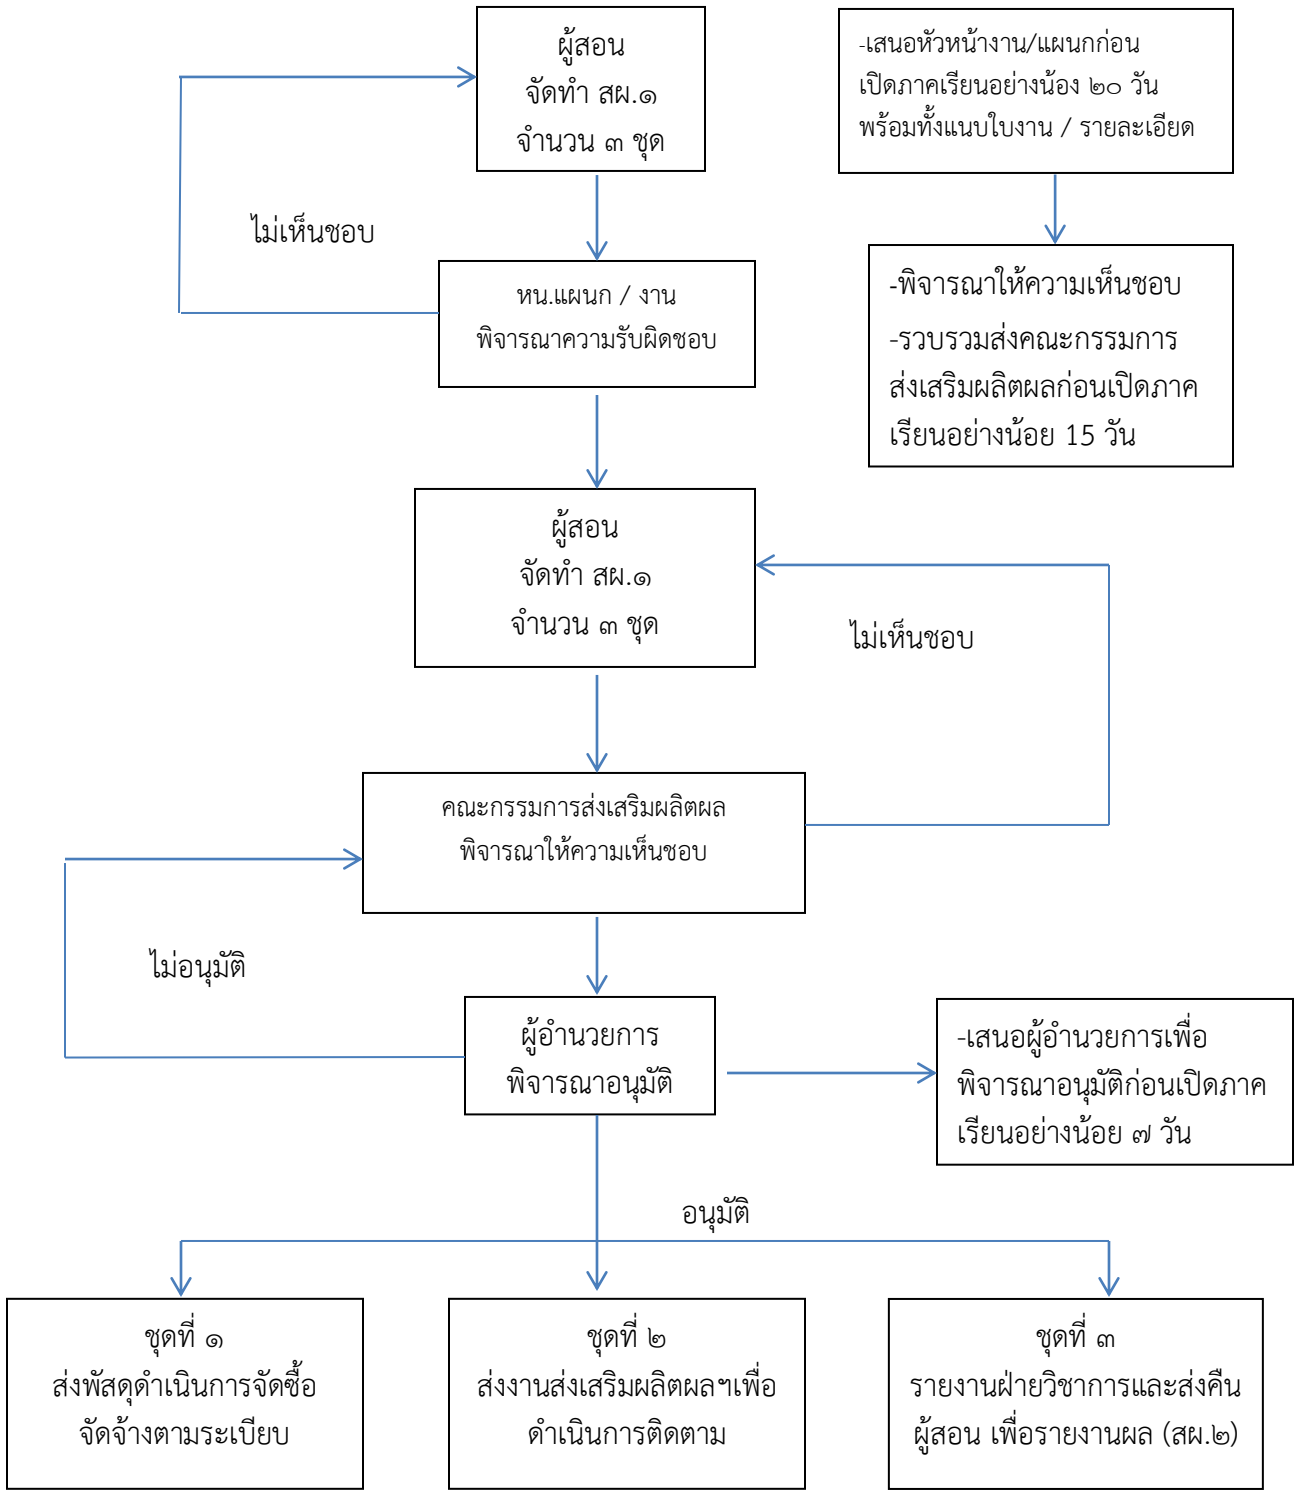 ผู้สอน
จัดทำ สผ.๑
จำนวน ๓ ชุด
-เสนอหัวหน้างาน/แผนกก่อน
เปิดภาคเรียนอย่างน้อง ๒๐ วัน
พร้อมทั้งแนบใบงาน / รายละเอียด
ไม่เห็นชอบ
หน.แผนก / งาน
พิจารณาความรับผิดชอบ
-พิจารณาให้ความเห็นชอบ
-รวบรวมส่งคณะกรรมการ
ส่งเสริมผลิตผลก่อนเปิดภาค
เรียนอย่างน้อย 15 วัน
ผู้สอน
จัดทำ สผ.๑
จำนวน ๓ ชุด
ไม่เห็นชอบ
คณะกรรมการส่งเสริมผลิตผล
พิจารณาให้ความเห็นชอบ
ไม่อนุมัติ
ผู้อำนวยการ
พิจารณาอนุมัติ
-เสนอผู้อำนวยการเพื่อ
พิจารณาอนุมัติก่อนเปิดภาค
เรียนอย่างน้อย ๗ วัน
อนุมัติ
ชุดที่ ๑
ส่งพัสดุดำเนินการจัดซื้อ
จัดจ้างตามระเบียบ
ชุดที่ ๒
ส่งงานส่งเสริมผลิตผลฯเพื่อ
ดำเนินการติดตาม
ชุดที่ ๓
รายงานฝ่ายวิชาการและส่งคืน
ผู้สอน เพื่อรายงานผล (สผ.๒)